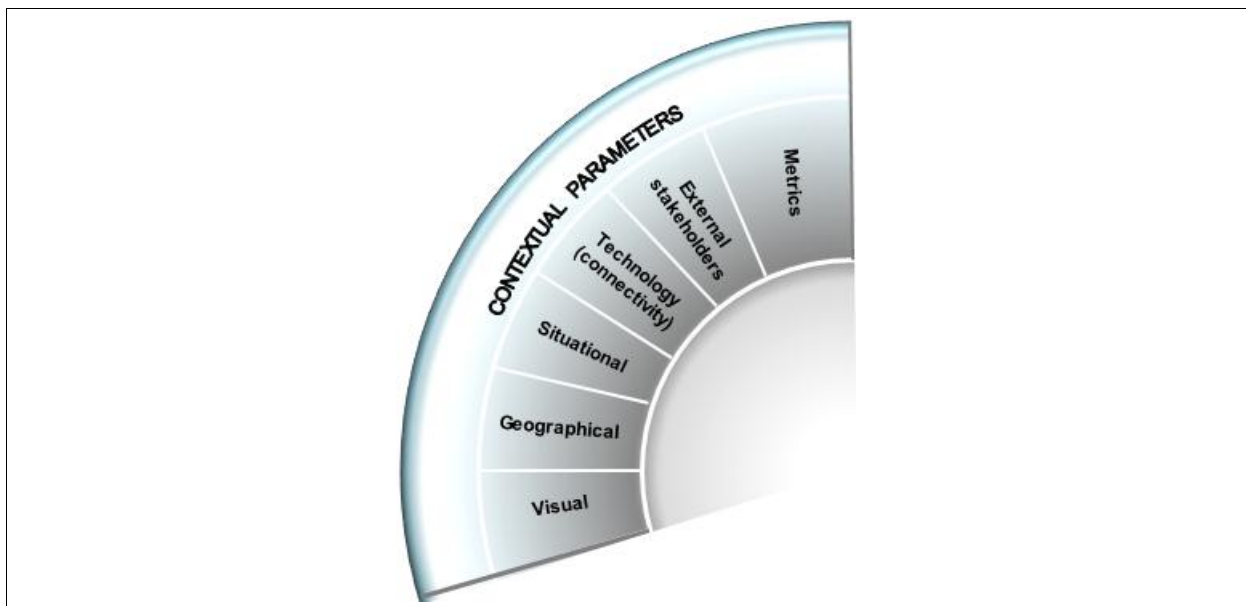 CONTEXTUAL PARAMETERS
Metrics
External
stakeholders
Technology
(connectivity)
Situational
Geographical
Visual